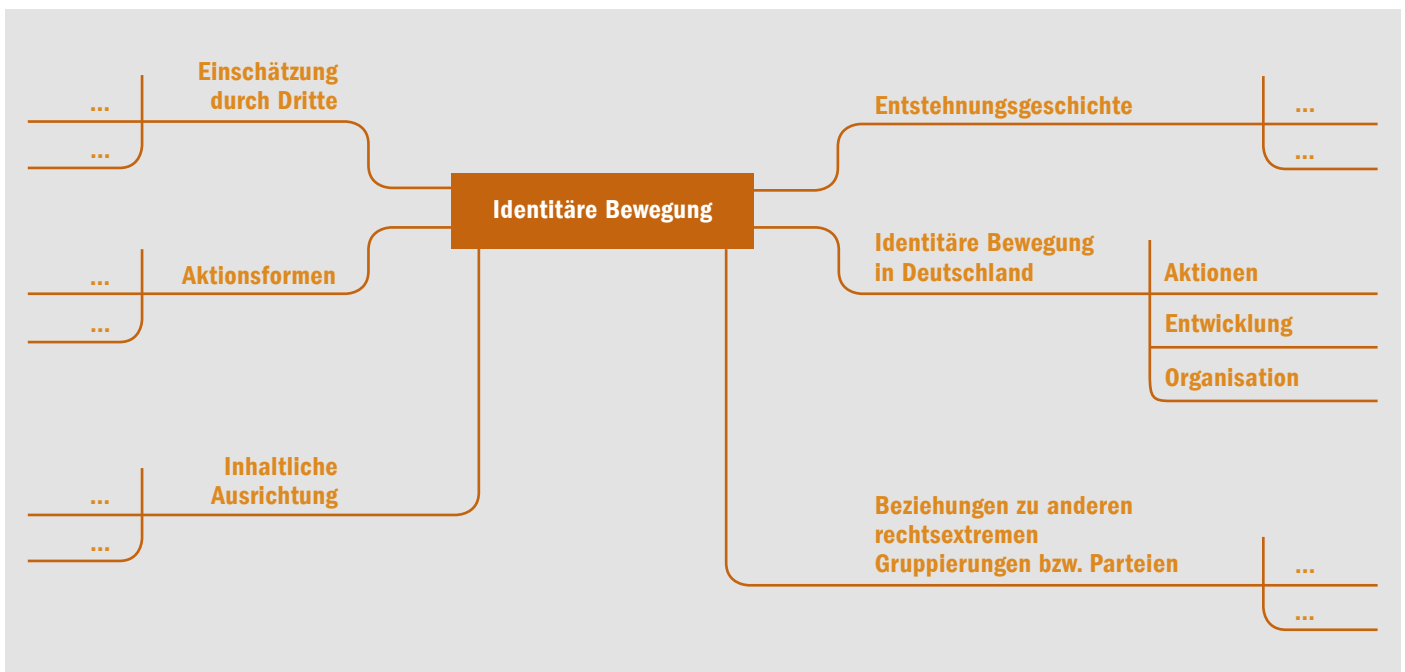 Identitäre Bewegung
Einschätzung
durch Dritte
...
...
Aktionsformen
...
...
Inhaltliche
Ausrichtung
...
...
Entstehnungsgeschichte
...
...
Identitäre Bewegung
in Deutschland
Aktionen
Entwicklung
Organisation
Beziehungen zu anderen
rechtsextremen
Gruppierungen bzw. Parteien
...
...